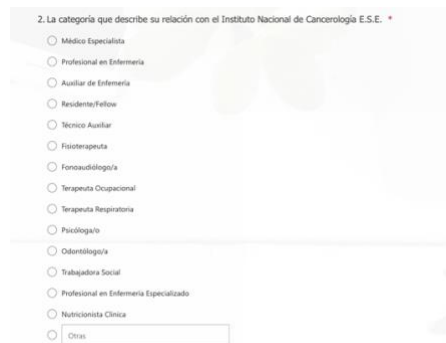 2. La categoría que describe su relación con el Instituto Nacional de Cancerología E.S.E. *
Médico Especialista
Profesional en Enfermería
Auxiliar de Enfemería
Residente/Fellow
Técnico Auxiliar
Fisioterapeuta
Fonoaudiólogo/a
Terapeuta Ocupacional
Terapeuta Respiratoria
Psicóloga/o
Odontólogo/a
Trabajadora Social
Profesional en Enfermería Especializado
Nutricionista Clínica
Otras